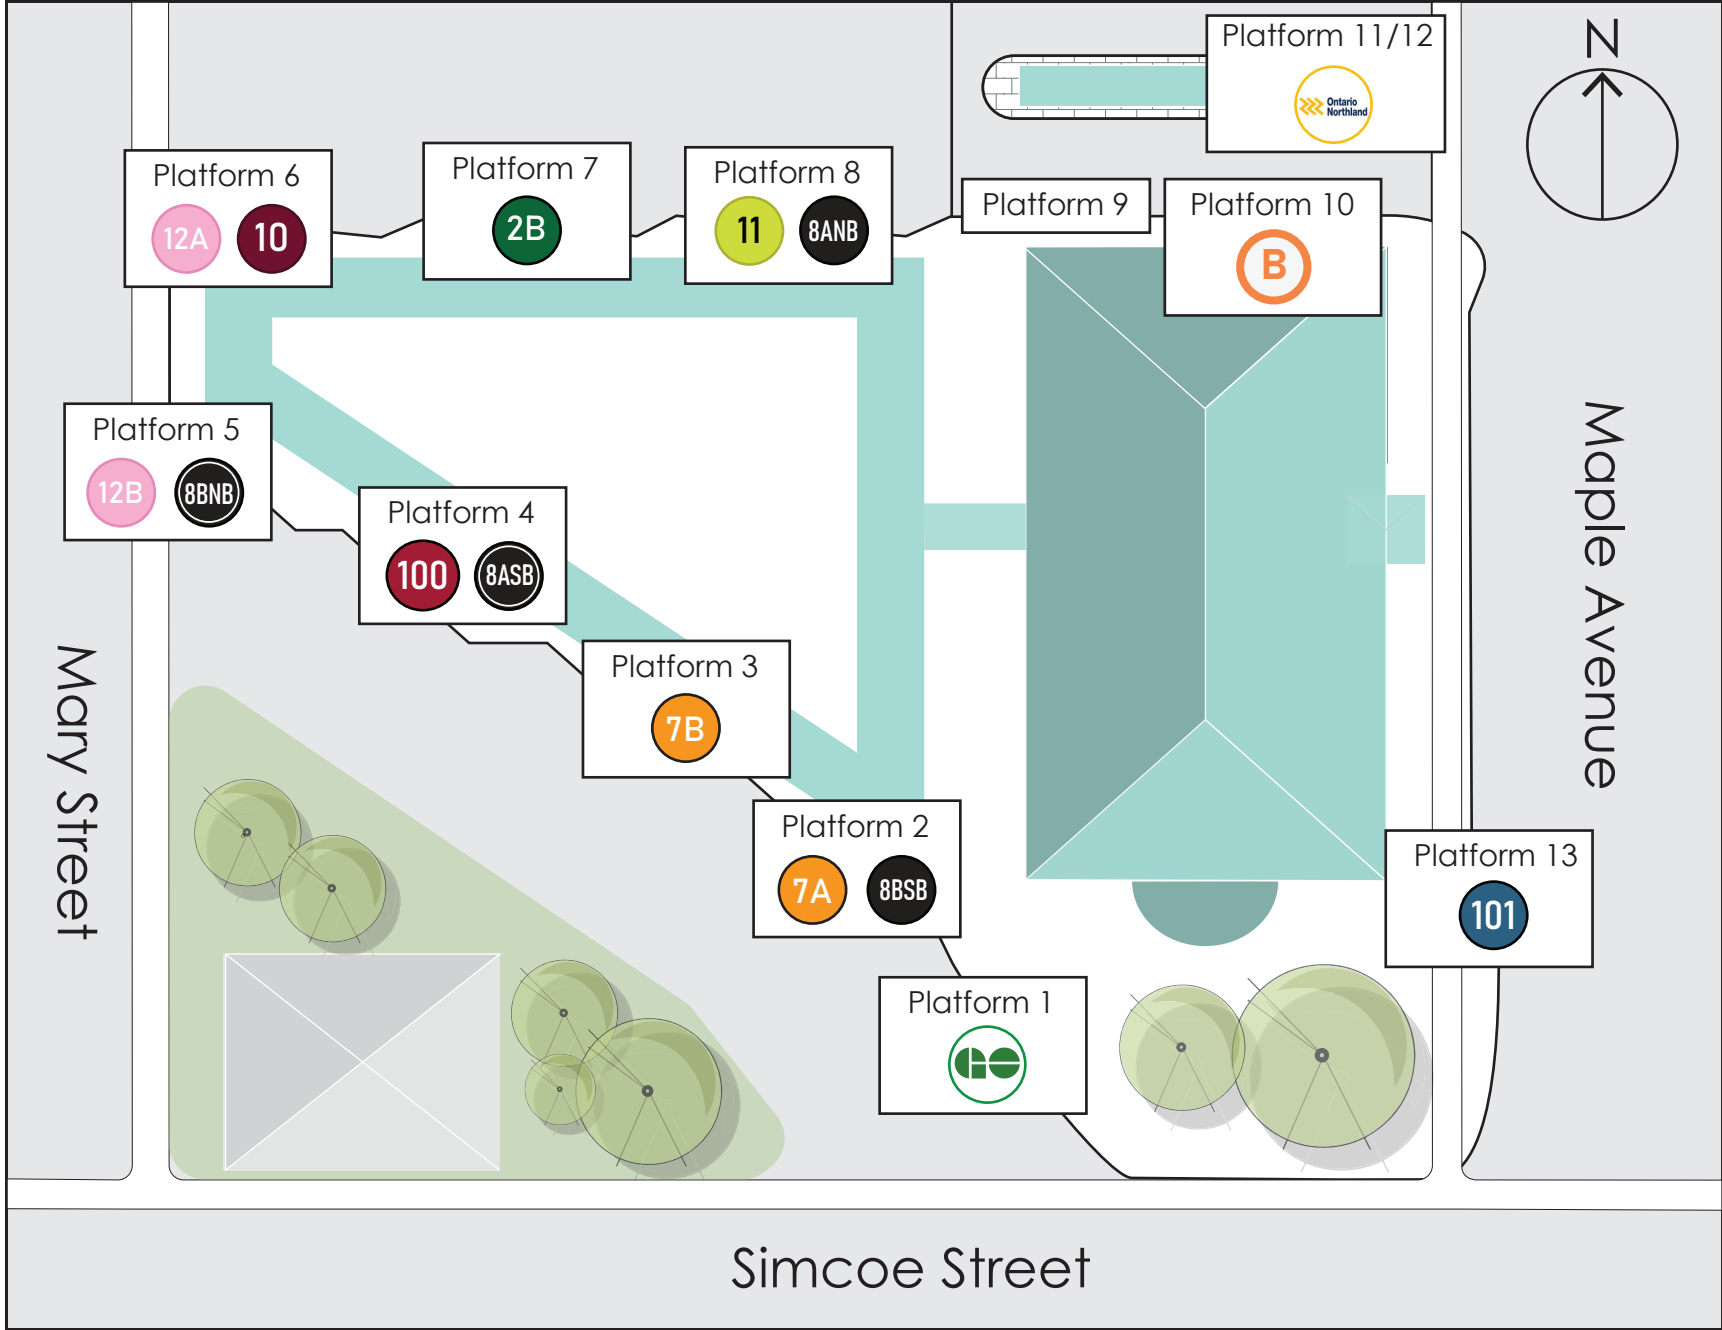 Platform 11/12
Ontario
Northland
N
Platform 6
12A 10
Platform 7
2B
Platform 8
11 8ANB
Platform 9
Platform 10
B
Platform 5
12B 8BNB
Platform 4
100 8ASB
Platform 3
7B
Platform 2
7A 8BSB
Platform 13
101
Platform 1
GO
Mary Street
Maple Avenue
Simcoe Street